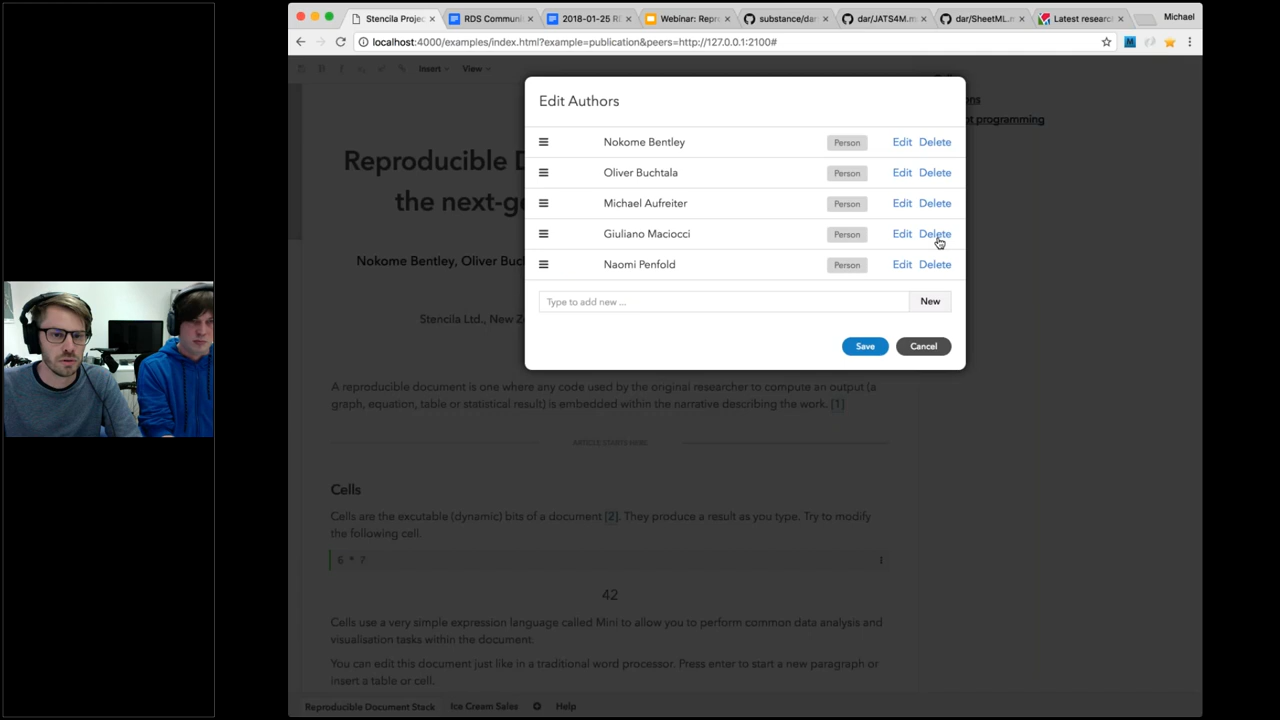 Stencila Projec
RDS Communi
2018-01-25 R
Webinar: Repr
substance/dar
dar/JATS4M.m
dar/SheetML.m
Latest researc
Michael
localhost:4000/examples/index.html?example=publication&peers=http://127.0.0.1:2100#
Insert
View
Edit Authors
Nokome Bentley Person Edit Delete
Oliver Buchtala Person Edit Delete
Michael Aufreiter Person Edit Delete
Giuliano Maciocci Person Edit Delete
Naomi Penfold Person Edit Delete
Type to add new ... New
Save Cancel
ons
ot programming
Reproducible D
the next-ge
Nokome Bentley, Oliver Buc
Stencila Ltd., New Z
A reproducible document is one where any code used by the original researcher to compute an output (a
graph, equation, table or statistical result) is embedded within the narrative describing the work. [1]
ARTICLE STARTS HERE
Cells
Cells are the excutable (dynamic) bits of a document [2]. They produce a result as you type. Try to modify
the following cell.
6 * 7
42
Cells use a very simple expression language called Mini to allow you to perform common data analysis and
visualisation tasks within the document.
You can edit this document just like in a traditional word processor. Press enter to start a new paragraph or
insert a table or cell.
Reproducible Document Stack
Ice Cream Sales
Help